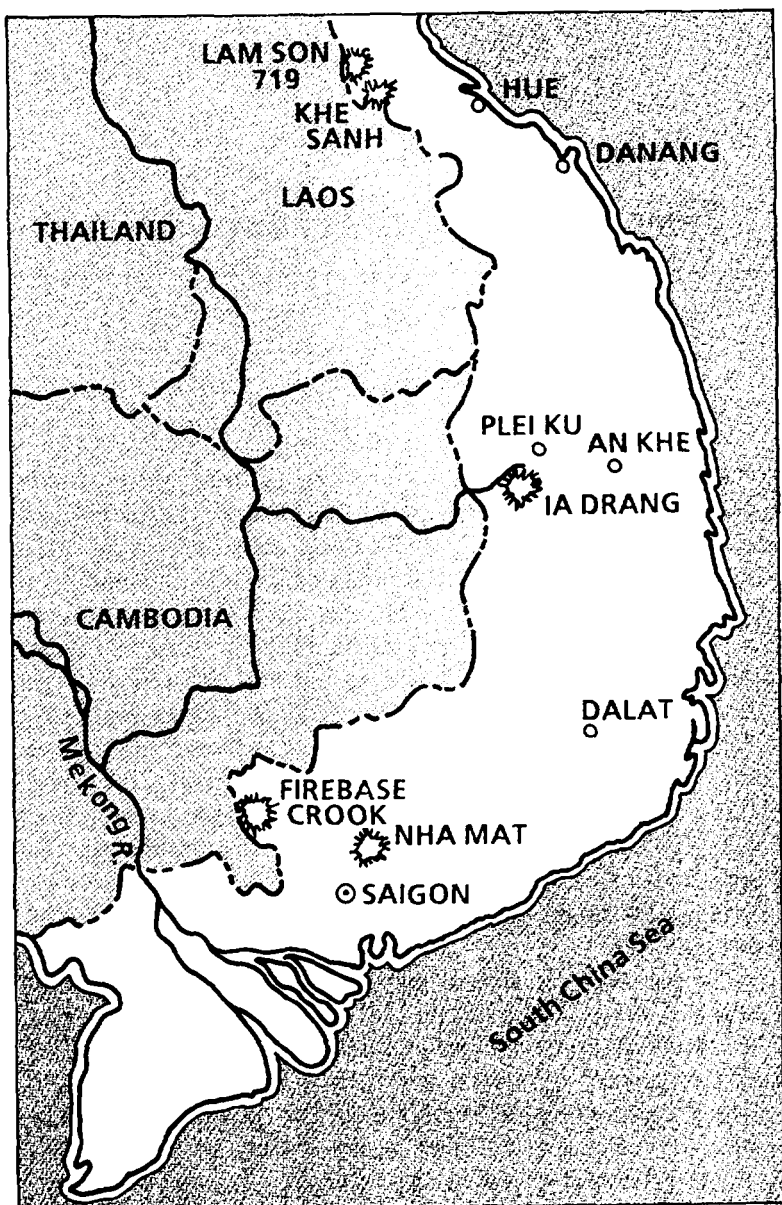 LAM SON
719
KHE
SANH
HUE
DANANG
LAOS
THAILAND
PLEI KU
AN KHE
IA DRANG
CAMBODIA
DALAT
Mekong R.
FIREBASE
CROOK
NHA MAT
SAIGON
South China Sea